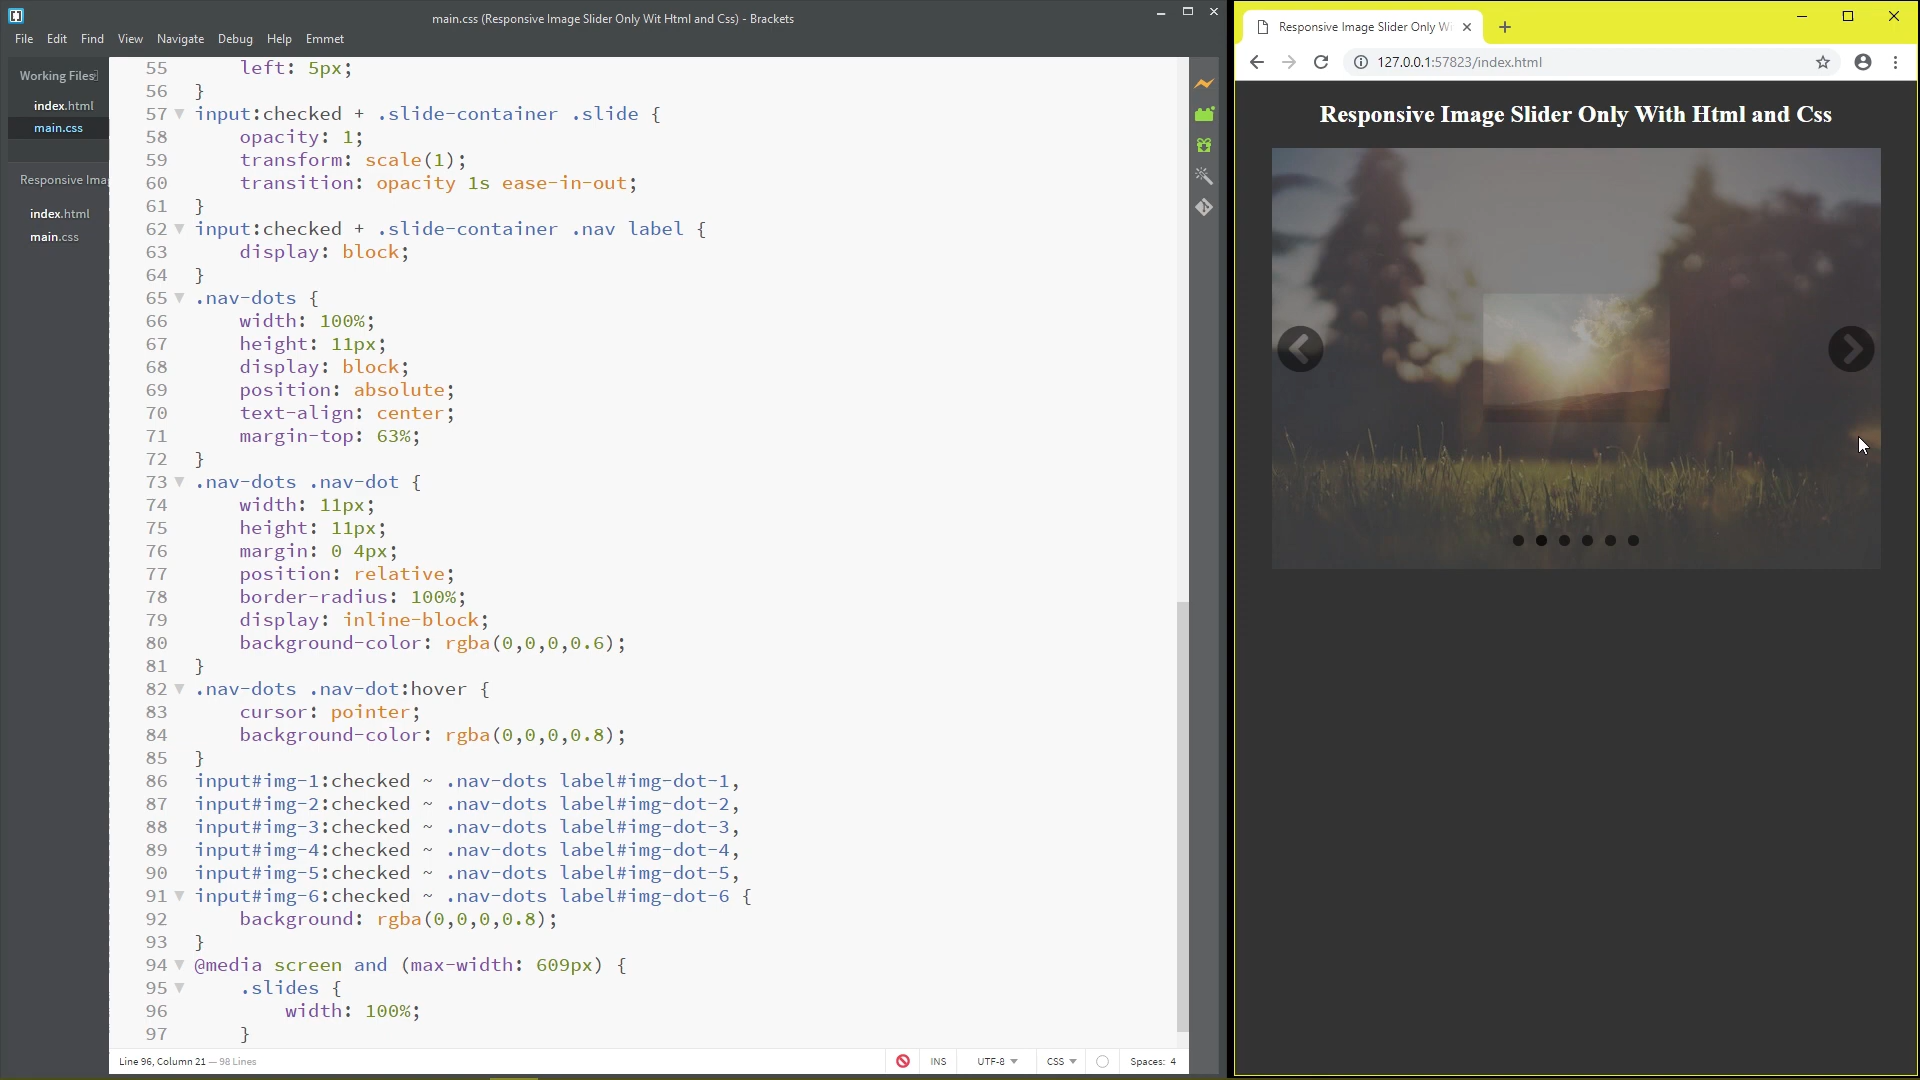 main.css (Responsive Image Slider Only Wit Html and Css) - Brackets
File Edit Find View Navigate Debug Help Emmet
Working Files
index.html
main.css
Responsive Ima
index.html
main.css
55 left: 5px;
56 }
57 input:checked + .slide-container .slide {
58 opacity: 1;
59 transform: scale(1);
60 transition: opacity 1s ease-in-out;
61 }
62 input:checked + .slide-container .nav label {
63 display: block;
64 }
65 .nav-dots {
66 width: 100%;
67 height: 11px;
68 display: block;
69 position: absolute;
70 text-align: center;
71 margin-top: 63%;
72 }
73 .nav-dots .nav-dot {
74 width: 11px;
75 height: 11px;
76 margin: 0 4px;
77 position: relative;
78 border-radius: 100%;
79 display: inline-block;
80 background-color: rgba(0,0,0,0.6);
81 }
82 .nav-dots .nav-dot:hover {
83 cursor: pointer;
84 background-color: rgba(0,0,0,0.8);
85 }
86 input#img-1:checked ~ .nav-dots label#img-dot-1,
87 input#img-2:checked ~ .nav-dots label#img-dot-2,
88 input#img-3:checked ~ .nav-dots label#img-dot-3,
89 input#img-4:checked ~ .nav-dots label#img-dot-4,
90 input#img-5:checked ~ .nav-dots label#img-dot-5,
91 input#img-6:checked ~ .nav-dots label#img-dot-6 {
92 background: rgba(0,0,0,0.8);
93 }
94 @media screen and (max-width: 609px) {
95 .slides {
96 width: 100%;
97 }
Line 96, Column 21 — 98 Lines
INS UTF-8 CSS Spaces: 4
Responsive Image Slider Only Wi
127.0.0.1:57823/index.html
Responsive Image Slider Only With Html and Css